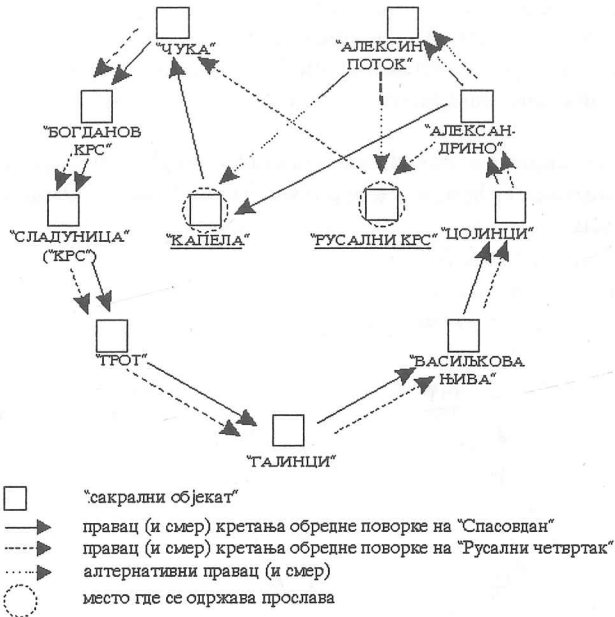 "ЧУКА"
"АЛЕКСИН
ПОТОК"
"БОГДАНОВ
КРС"
"АЛЕКСАН-
ДРИНО"
"СЛАДУНИЦА"
("КРС")
"КАПЕЛА"
"РУСАЛНИ КРС"
"ЦОЛИНЦИ"
"ГРОТ"
"ВАСИЉКОВА
ЊИВА"
"ГАЛИНЦИ"
"сакрални објекат"
правац (и смер) кретања обредне поворке на "Спасовдан"
правац (и смер) кретања обредне поворке на "Русални четвртак"
алтернативни правац (и смер)
место где се одржава прослава